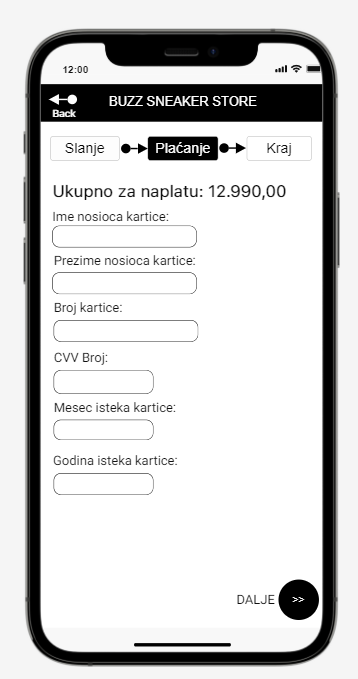 12:00
Back
BUZZ SNEAKER STORE
Slanje Plaćanje Kraj
Ukupno za naplatu: 12.990,00
Ime nosioca kartice:
Prezime nosioca kartice:
Broj kartice:
CVV Broj:
Mesec isteka kartice:
Godina isteka kartice:
DALJE >>